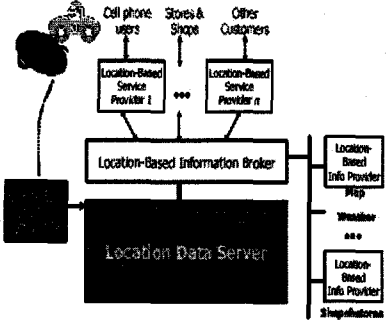 Cell phone
users
Stores &
Shops
Other
Customers
Location-Based
Service
Provider 1
•••
Location-Based
Service
Provider n
Location-Based Information Broker
Location Data Server
Location-
Based
Info Provider
Map
Weather
•••
Location-
Based
Info Provider